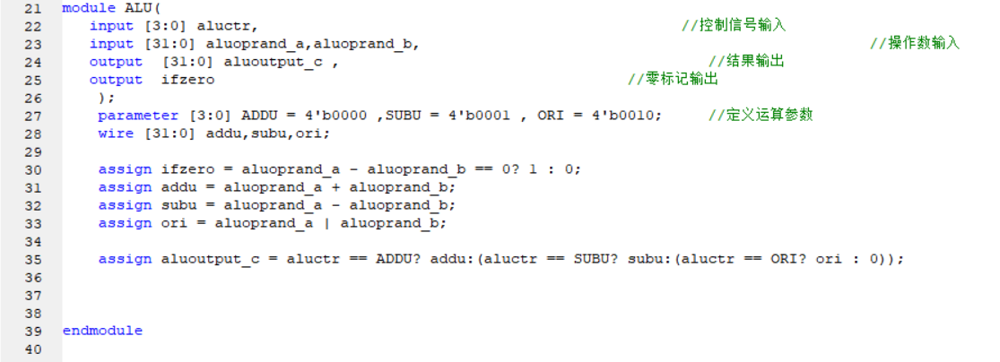 21 module ALU(
22 input [3:0] aluctr, //控制信号输入
23 input [31:0] aluoprand_a,aluoprand_b, //操作数输入
24 output [31:0] aluoutput_c , //结果输出
25 output ifzero //零标记输出
26 );
27 parameter [3:0] ADDU = 4'b0000 ,SUBU = 4'b0001 , ORI = 4'b0010; //定义运算参数
28 wire [31:0] addu,subu,ori;
29
30 assign ifzero = aluoprand_a - aluoprand_b == 0? 1 : 0;
31 assign addu = aluoprand_a + aluoprand_b;
32 assign subu = aluoprand_a - aluoprand_b;
33 assign ori = aluoprand_a | aluoprand_b;
34
35 assign aluoutput_c = aluctr == ADDU? addu:(aluctr == SUBU? subu:(aluctr == ORI? ori : 0));
36
37
38
39 endmodule
40